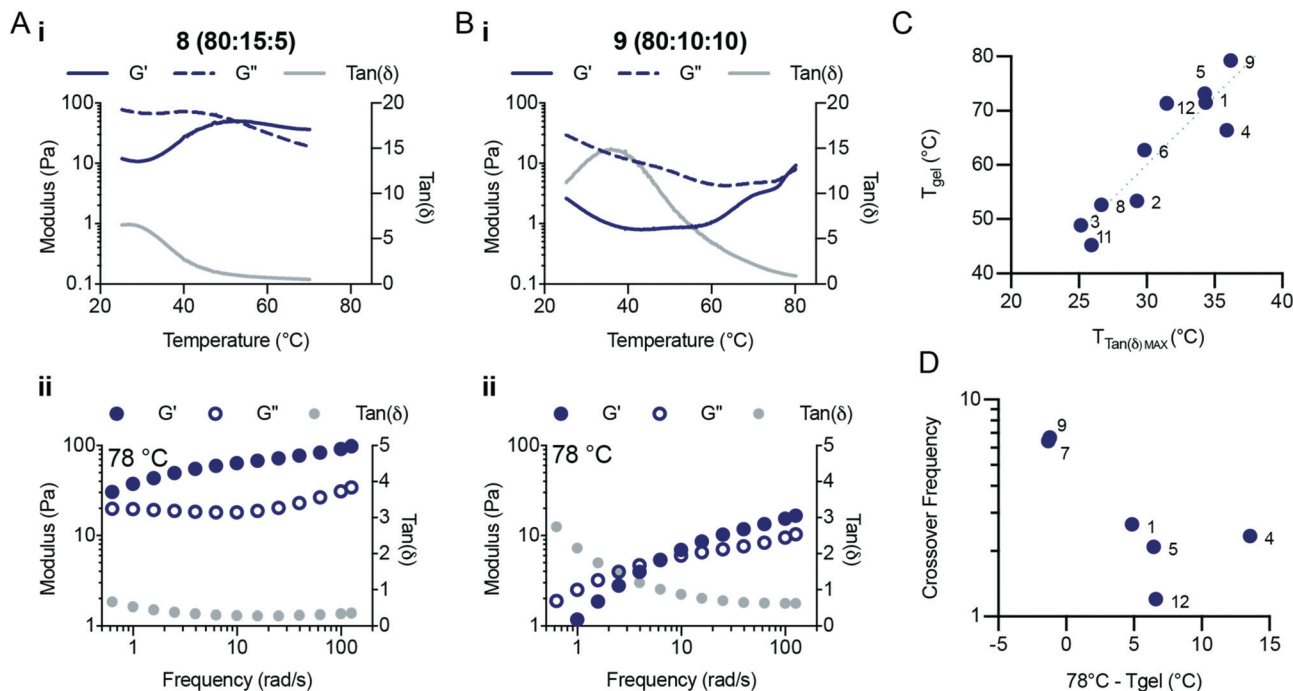 A i
8 (80:15:5)
G' G" Tan(δ)
100
10
1
0.1
Modulus (Pa)
20
15
10
5
0
Tan(δ)
20 40 60 80
Temperature (°C)
ii
G' G" Tan(δ)
78 °C
100
10
1
Modulus (Pa)
5
4
3
2
1
0
Tan(δ)
1 10 100
Frequency (rad/s)
B i
9 (80:10:10)
G' G" Tan(δ)
100
10
1
0.1
Modulus (Pa)
20
15
10
5
0
Tan(δ)
20 40 60 80
Temperature (°C)
ii
G' G" Tan(δ)
78 °C
100
10
1
Modulus (Pa)
5
4
3
2
1
0
Tan(δ)
1 10 100
Frequency (rad/s)
C
80
70
60
50
40
Tgel (°C)
9
5
12 1
4
6
8 2
3
11
20 25 30 35 40
TTan(δ) MAX (°C)
D
10
1
Crossover Frequency
9
7
1
5
4
12
-5 0 5 10 15
78°C - Tgel (°C)